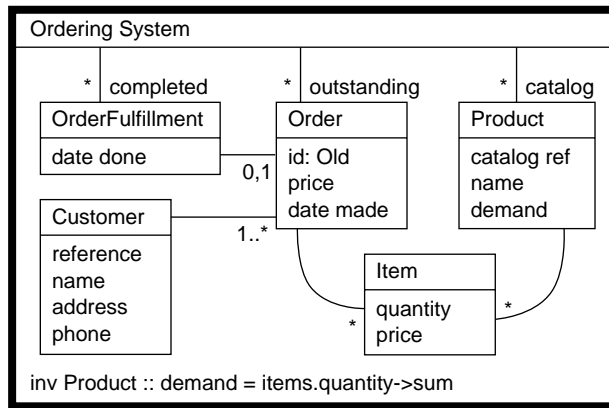 Ordering System
* completed
* outstanding
* catalog
OrderFulfillment
date done
0,1
Order
id: Old
price
date made
Product
catalog ref
name
demand
Customer
reference
name
address
phone
1..*
Item
quantity
price
*
*
inv Product :: demand = items.quantity->sum